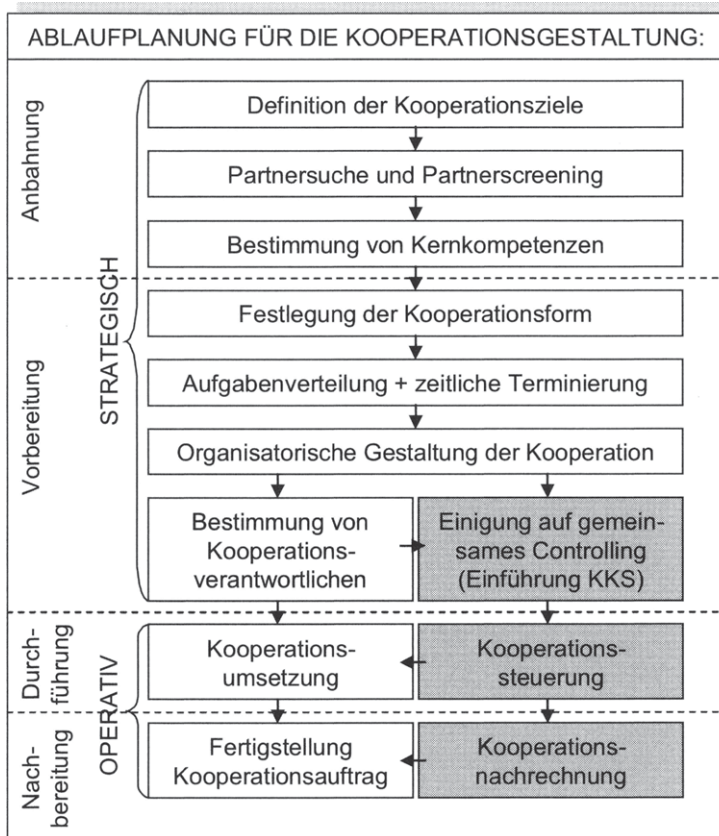 ABLAUFPLANUNG FÜR DIE KOOPERATIONSGESTALTUNG:
Anbahnung
Definition der Kooperationsziele
Partnersuche und Partnerscreening
Bestimmung von Kernkompetenzen
STRATEGISCH
Vorbereitung
Festlegung der Kooperationsform
Aufgabenverteilung + zeitliche Terminierung
Organisatorische Gestaltung der Kooperation
Bestimmung von
Kooperations-
verantwortlichen
Einigung auf gemein-
sames Controlling
(Einführung KKS)
Durch-
führung
OPERATIV
Kooperations-
umsetzung
Kooperations-
steuerung
Nach-
bereitung
Fertigstellung
Kooperationsauftrag
Kooperations-
nachrechnung